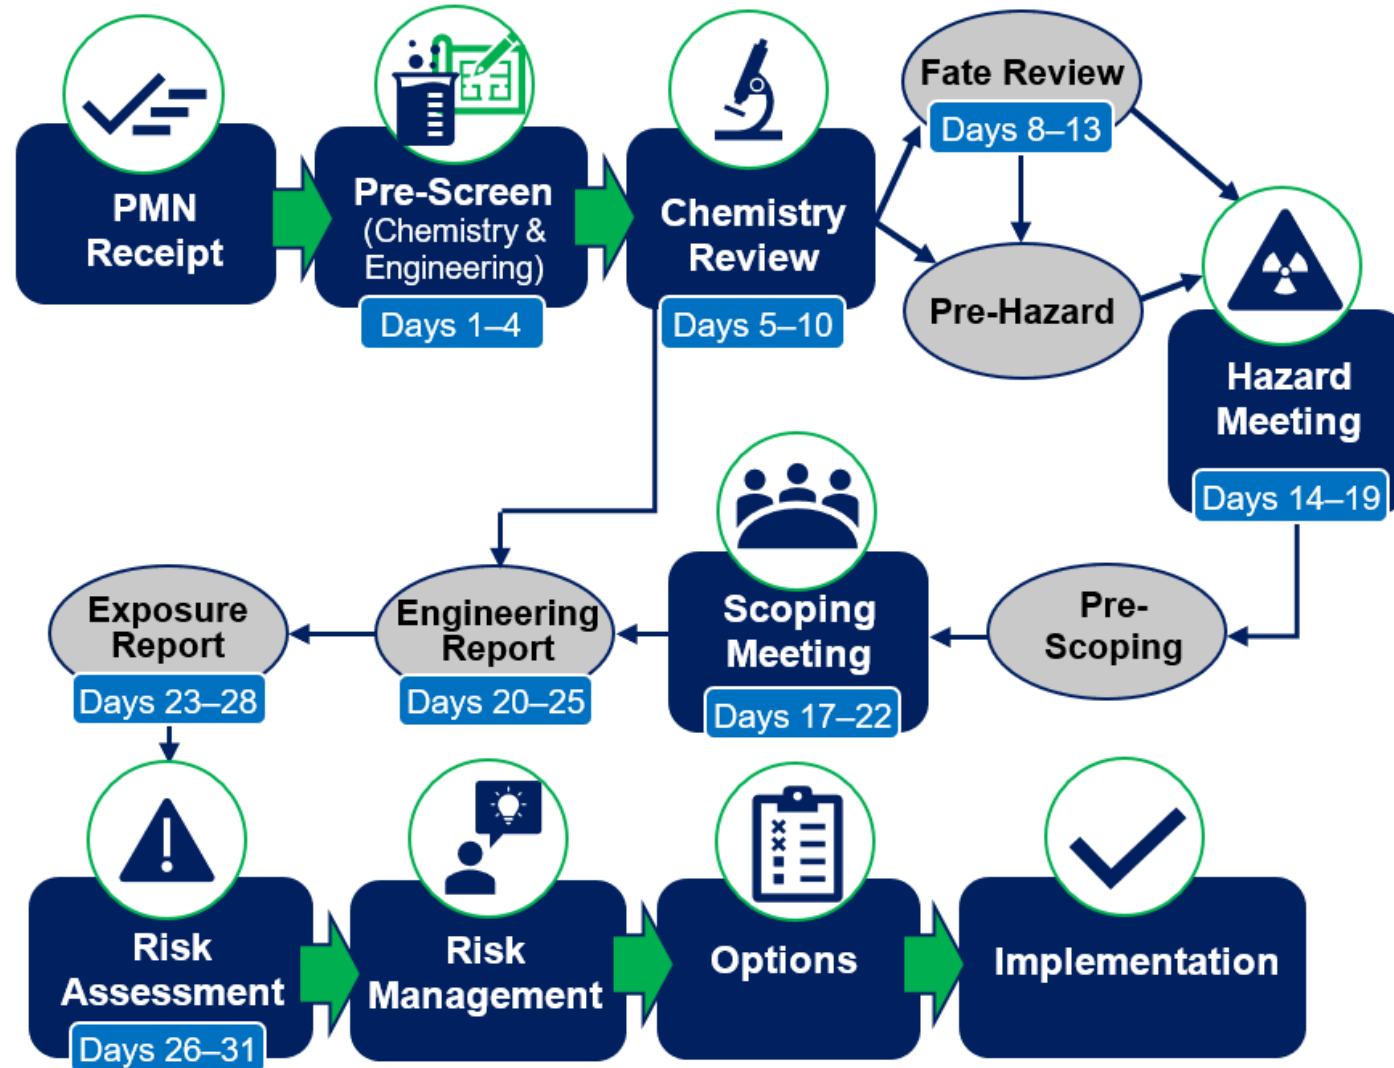 PMN
Receipt
Pre-Screen
(Chemistry &
Engineering)
Days 1–4
Chemistry
Review
Days 5–10
Fate Review
Days 8–13
Pre-Hazard
Hazard
Meeting
Days 14–19
Pre-
Scoping
Scoping
Meeting
Days 17–22
Engineering
Report
Days 20–25
Exposure
Report
Days 23–28
Risk
Assessment
Days 26–31
Risk
Management
Options
Implementation